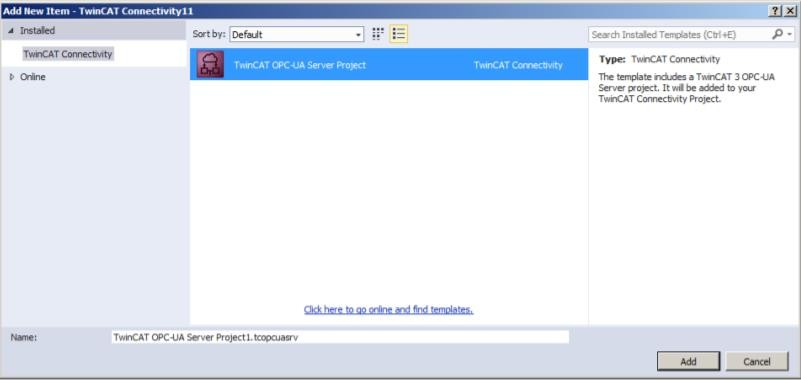 Add New Item - TwinCAT Connectivity11
Installed
Sort by: Default
Search Installed Templates (Ctrl+E)
TwinCAT Connectivity
Online
TwinCAT OPC-UA Server Project TwinCAT Connectivity
Type: TwinCAT Connectivity
The template includes a TwinCAT 3 OPC-UA
Server project. It will be added to your
TwinCAT Connectivity Project.
Click here to go online and find templates.
Name: TwinCAT OPC-UA Server Project1.tcopcuasrv
Add Cancel